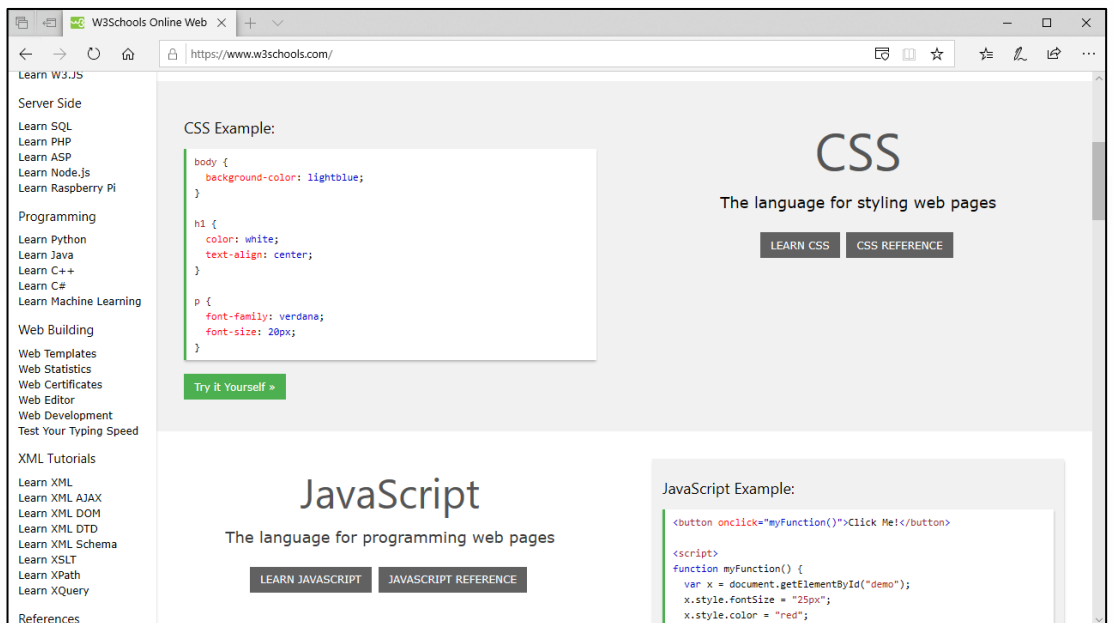 W3Schools Online Web
https://www.w3schools.com/
Learn W3.JS
Server Side
Learn SQL
Learn PHP
Learn ASP
Learn Node.js
Learn Raspberry Pi
Programming
Learn Python
Learn Java
Learn C++
Learn C#
Learn Machine Learning
Web Building
Web Templates
Web Statistics
Web Certificates
Web Editor
Web Development
Test Your Typing Speed
XML Tutorials
Learn XML
Learn XML AJAX
Learn XML DOM
Learn XML DTD
Learn XML Schema
Learn XSLT
Learn XPath
Learn XQuery
References
CSS Example:
body {
  background-color: lightblue;
}
h1 {
  color: white;
  text-align: center;
}
p {
  font-family: verdana;
  font-size: 20px;
}
Try it Yourself »
CSS
The language for styling web pages
LEARN CSS
CSS REFERENCE
JavaScript
The language for programming web pages
LEARN JAVASCRIPT
JAVASCRIPT REFERENCE
JavaScript Example:
<button onclick="myFunction()">Click Me!</button>
<script>
function myFunction() {
  var x = document.getElementById("demo");
  x.style.fontSize = "25px";
  x.style.color = "red";